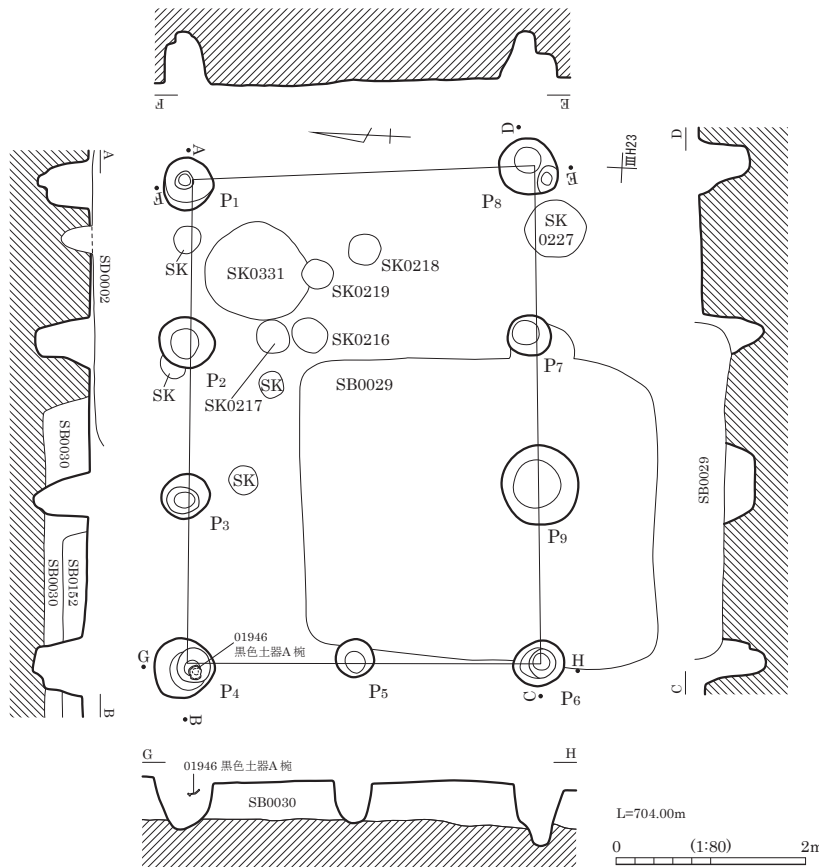 F
E
A
D
D
ⅢH23
A
E
F
P1
P8
SK
0227
SK
SK0331
SK0218
SK0219
SD0002
SK0216
P2
P7
SK
SK0217
SK
SB0029
SB0030
SK
SB0029
P3
P9
SB0030
SB0152
01946
黒色土器A 椀
G
H
P4
P5
P6
C
C
B
B
G
H
01946 黒色土器A 椀
SB0030
L=704.00m
0
(1:80)
2m